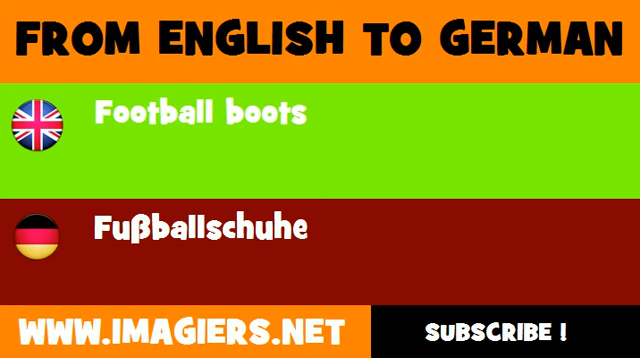 FROM ENGLISH TO GERMAN
Football boots
Fußballschuhe
WWW.IMAGIERS.NET
SUBSCRIBE !